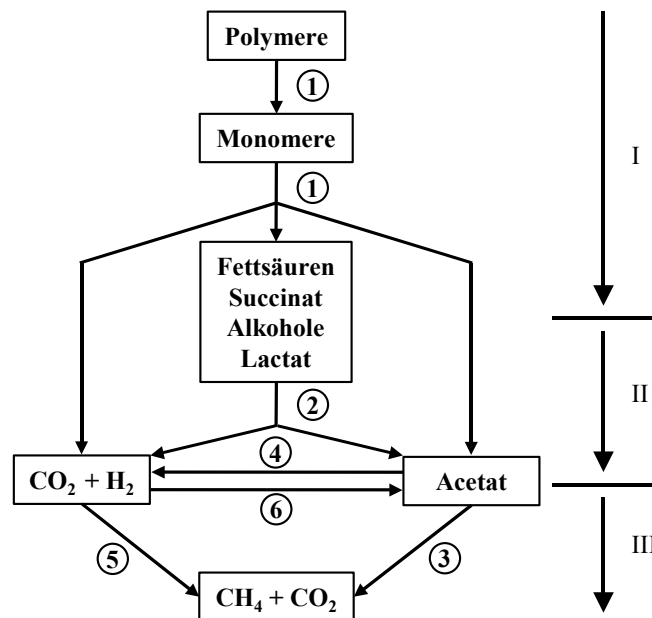 Polymere
①
Monomere
①
I
Fettsäuren
Succinat
Alkohole
Lactat
②
II
④
CO₂ + H₂
Acetat
⑥
⑤
③
III
CH₄ + CO₂